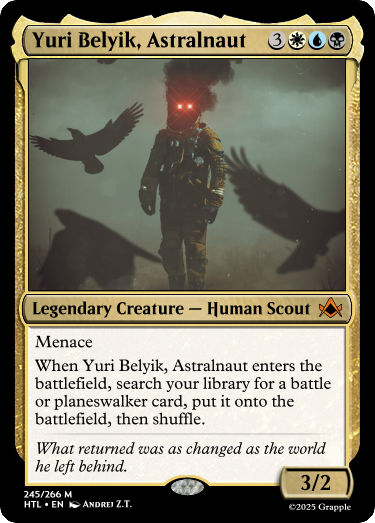 Yuri Belyik, Astralnaut 3
Legendary Creature — Human Scout
Menace
When Yuri Belyik, Astralnaut enters the
battlefield, search your library for a battle
or planeswalker card, put it onto the
battlefield, then shuffle.
What returned was as changed as the world
he left behind.
3/2
245/266 M
HTL • EN Andrei Z.T.
©2025 Grapple